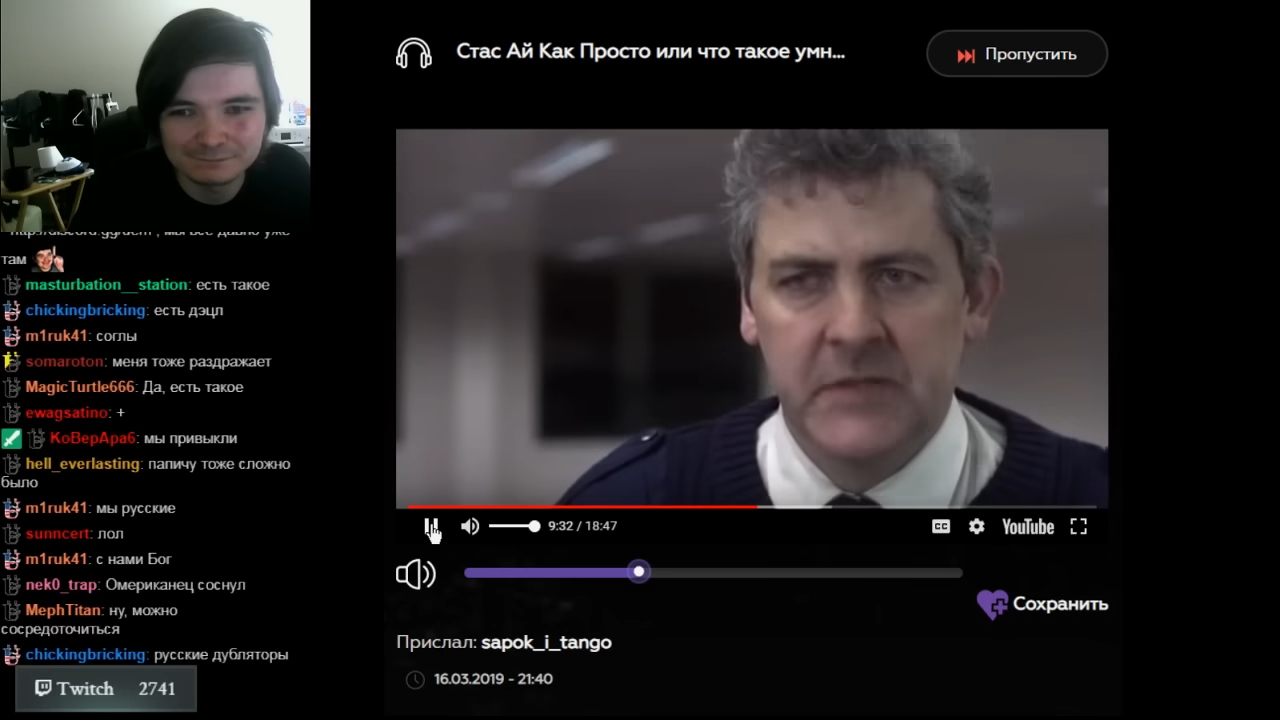 Стас Ай Как Просто или что такое умн...
Пропустить
там
masturbation__station: есть такое
chickingbricking: есть дэцл
m1ruk41: соглы
somaroton: меня тоже раздражает
MagicTurtle666: Да, есть такое
ewagsatino: +
КоВерАра6: мы привыкли
hell_everlasting: папичу тоже сложно
было
m1ruk41: мы русские
sunncert: лол
m1ruk41: с нами Бог
nek0_trap: Омериканец соснул
MephTitan: ну, можно
сосредоточиться
chickingbricking: русские дубляторы
Twitch 2741
9:32 / 18:47
CC
YouTube
Сохранить
Прислал: sapok_i_tango
16.03.2019 - 21:40